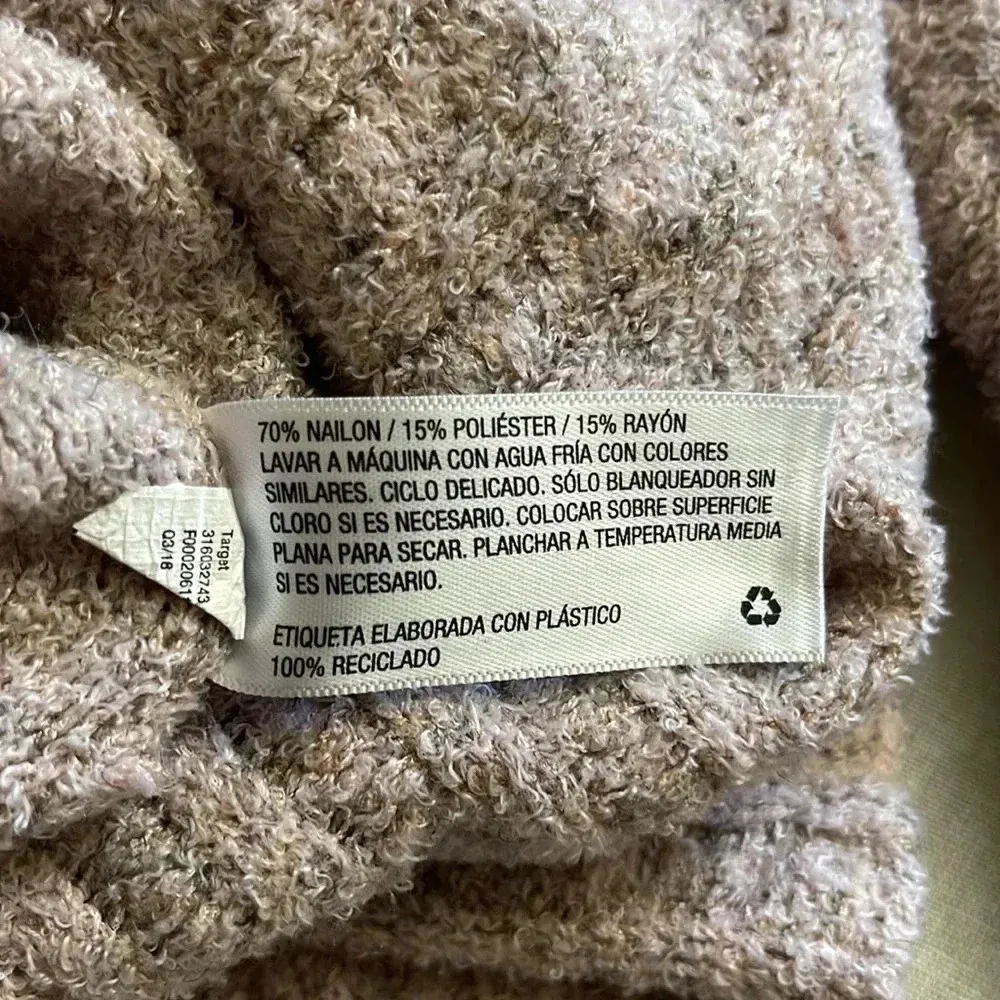 70% NAILON / 15% POLIÉSTER / 15% RAYÓN
LAVAR A MÁQUINA CON AGUA FRÍA CON COLORES
SIMILARES. CICLO DELICADO. SÓLO BLANQUEADOR SIN
CLORO SI ES NECESARIO. COLOCAR SOBRE SUPERFICIE
PLANA PARA SECAR. PLANCHAR A TEMPERATURA MEDIA
SI ES NECESARIO.
ETIQUETA ELABORADA CON PLÁSTICO
100% RECICLADO
Target
316032743
03/18